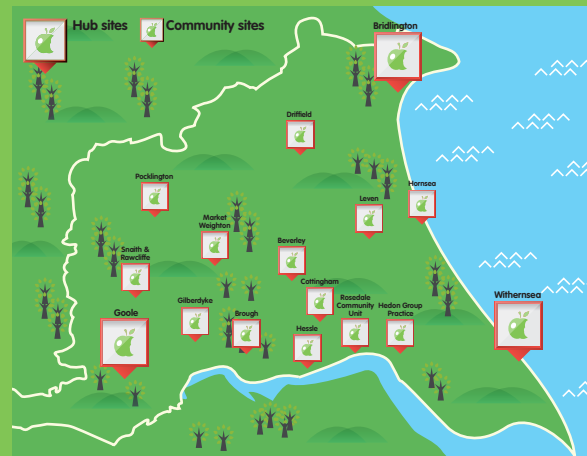 Hub sites
Community sites
Bridlington
Driffield
Pocklington
Leven
Hornsea
Market
Weighton
Beverley
Snaith &
Rawcliffe
Cottingham
Withernsea
Gilberdyke
Rosedale
Community
Unit
Hedon Group
Practice
Goole
Brough
Hessle